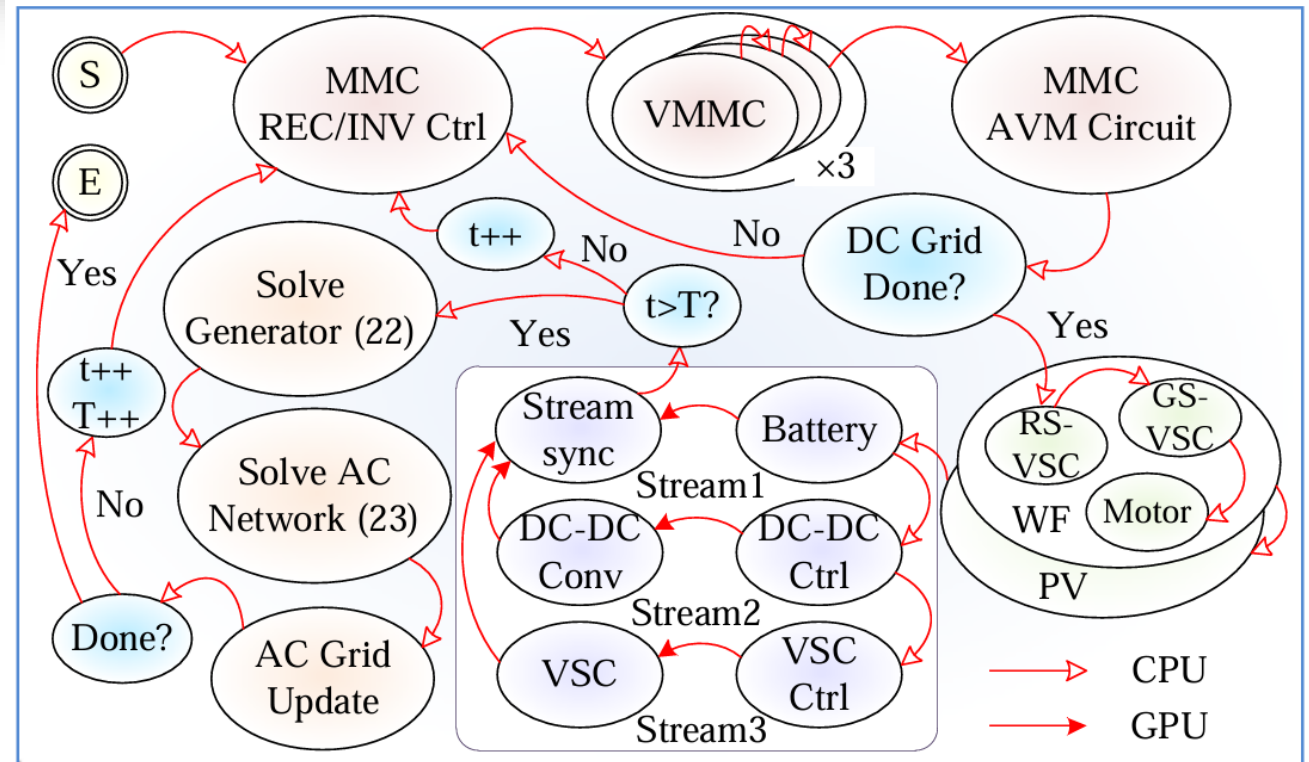 S
MMC
REC/INV Ctrl
VMMC
×3
MMC
AVM Circuit
E
t++
No
No
DC Grid
Done?
Yes
Solve
Generator (22)
t>T?
Yes
Yes
t++
T++
Stream
sync
Battery
Stream1
RS-
VSC
GS-
VSC
Motor
WF
PV
Solve AC
Network (23)
No
DC-DC
Conv
DC-DC
Ctrl
Stream2
Done?
AC Grid
Update
VSC
VSC
Ctrl
Stream3
CPU
GPU